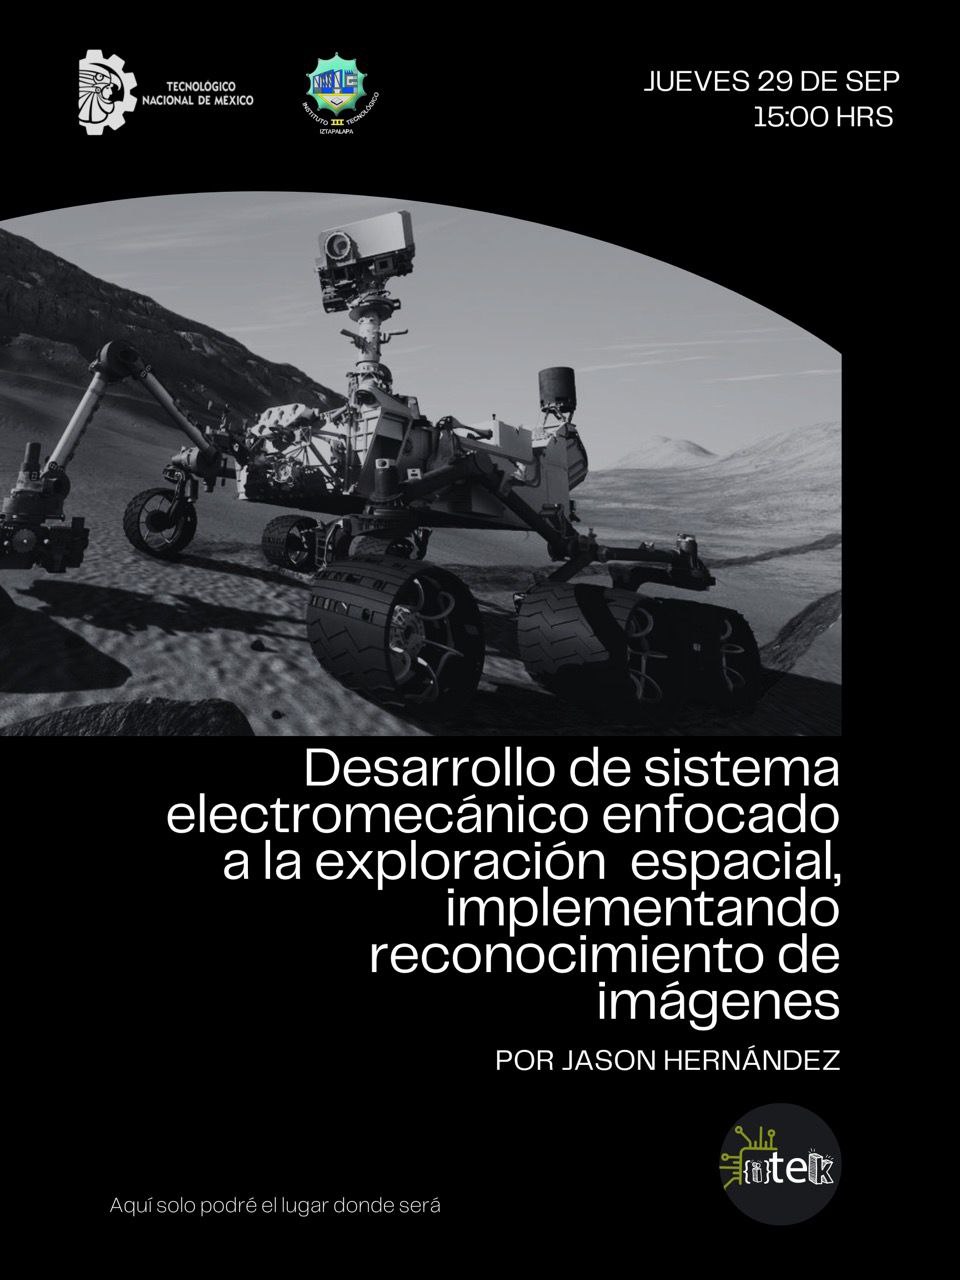 TECNOLÓGICO
NACIONAL DE MÉXICO
INSTITUTO III TECNOLÓGICO
IZTAPALAPA
JUEVES 29 DE SEP
15:00 HRS
Desarrollo de sistema
electromecánico enfocado
a la exploración espacial,
implementando
reconocimiento de
imágenes
POR JASON HERNÁNDEZ
{i}tek
Aquí solo podré el lugar donde será